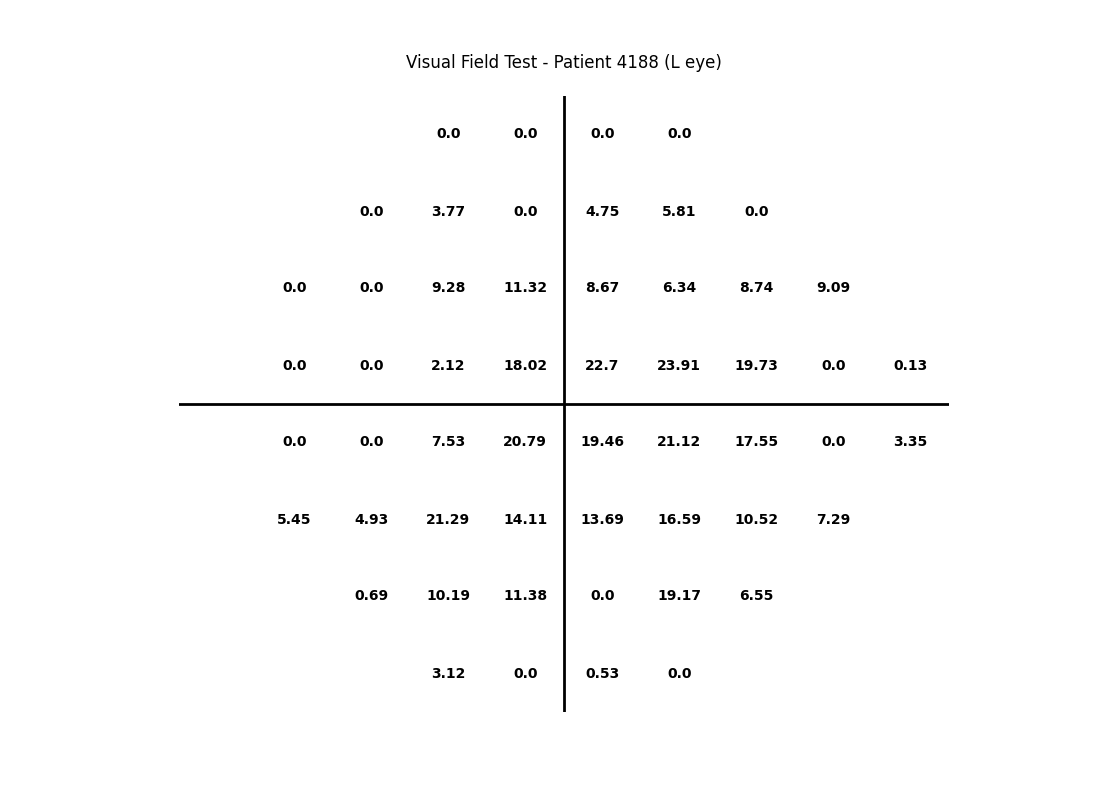 Visual Field Test - Patient 4188 (L eye)
0.0 0.0 0.0 0.0
0.0 3.77 0.0 4.75 5.81 0.0
0.0 0.0 9.28 11.32 8.67 6.34 8.74 9.09
0.0 0.0 2.12 18.02 22.7 23.91 19.73 0.0 0.13
0.0 0.0 7.53 20.79 19.46 21.12 17.55 0.0 3.35
5.45 4.93 21.29 14.11 13.69 16.59 10.52 7.29
0.69 10.19 11.38 0.0 19.17 6.55
3.12 0.0 0.53 0.0